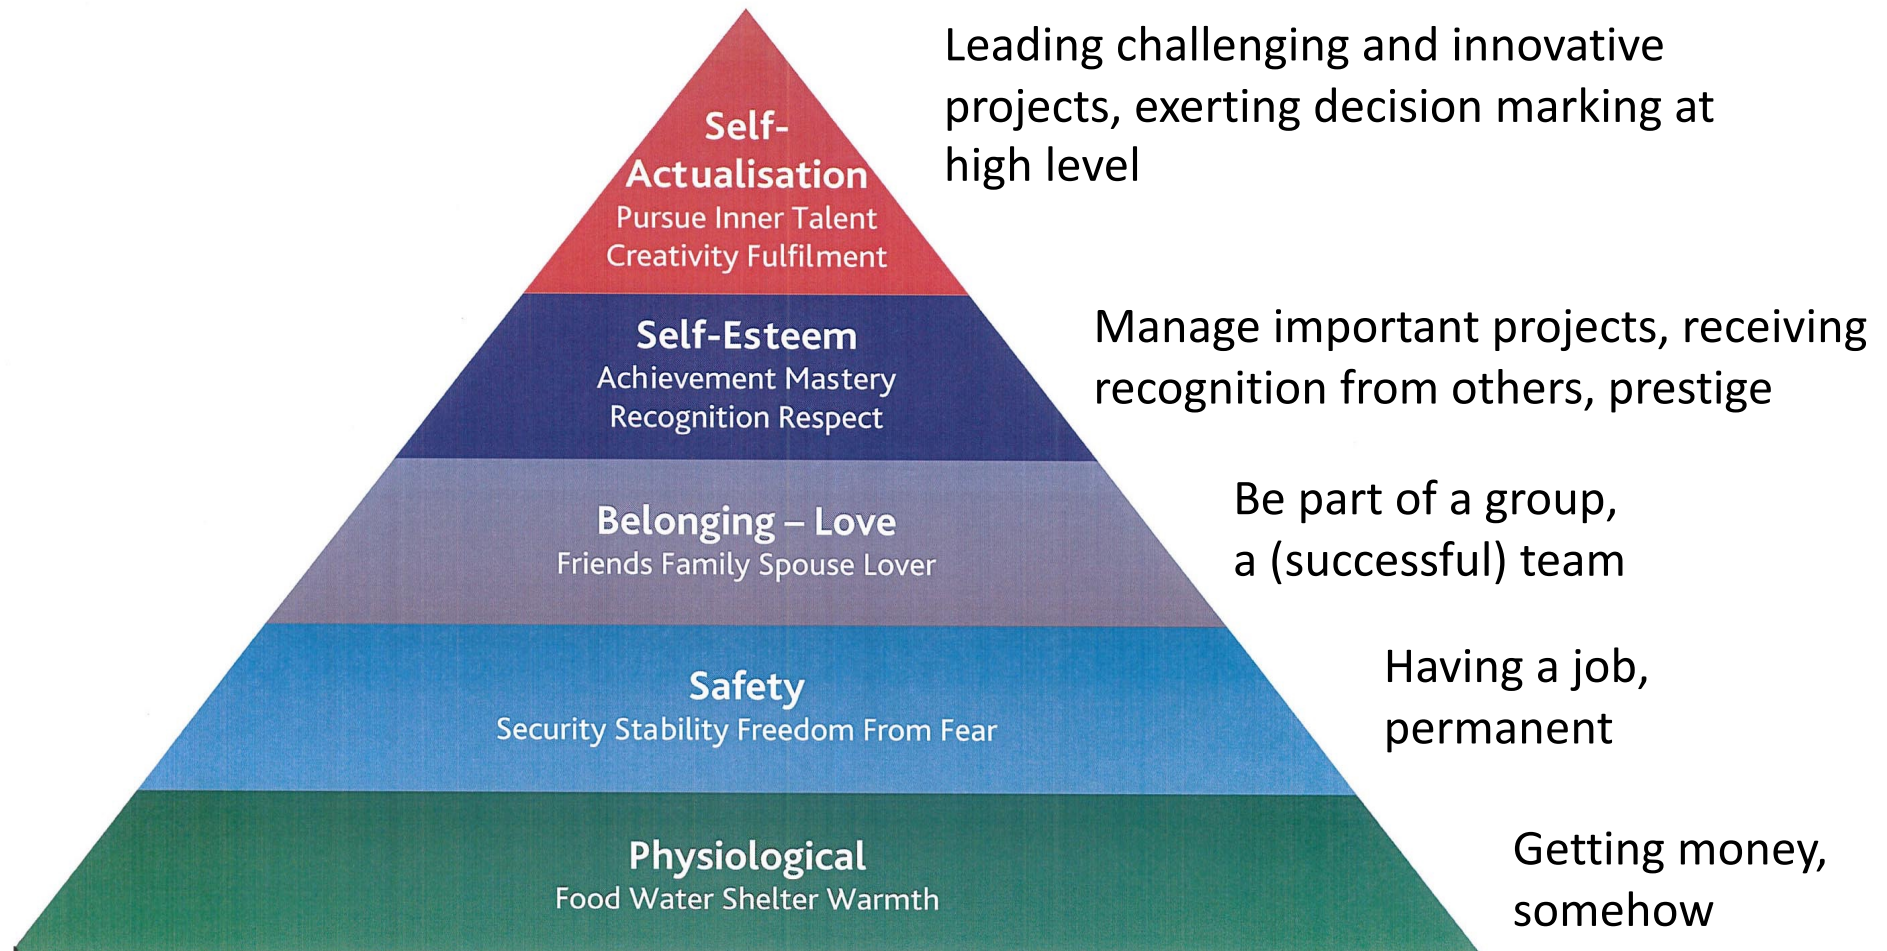 Leading challenging and innovative
projects, exerting decision marking at
high level
Self-
Actualisation
Pursue Inner Talent
Creativity Fulfilment
Manage important projects, receiving
recognition from others, prestige
Self-Esteem
Achievement Mastery
Recognition Respect
Be part of a group,
a (successful) team
Belonging – Love
Friends Family Spouse Lover
Having a job,
permanent
Safety
Security Stability Freedom From Fear
Getting money,
somehow
Physiological
Food Water Shelter Warmth